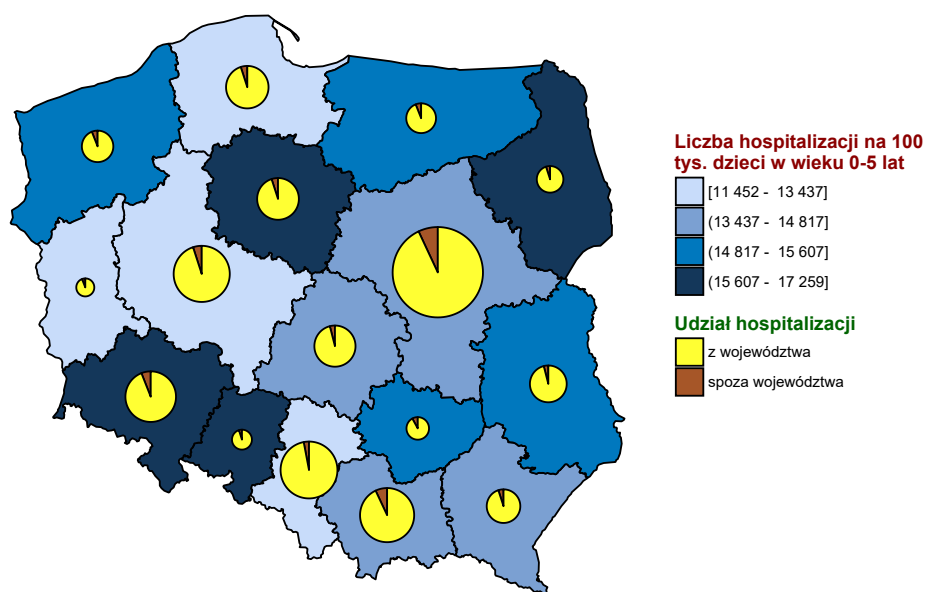 Liczba hospitalizacji na 100
tys. dzieci w wieku 0-5 lat
[11 452 - 13 437]
(13 437 - 14 817]
(14 817 - 15 607]
(15 607 - 17 259]
Udział hospitalizacji
z województwa
spoza województwa